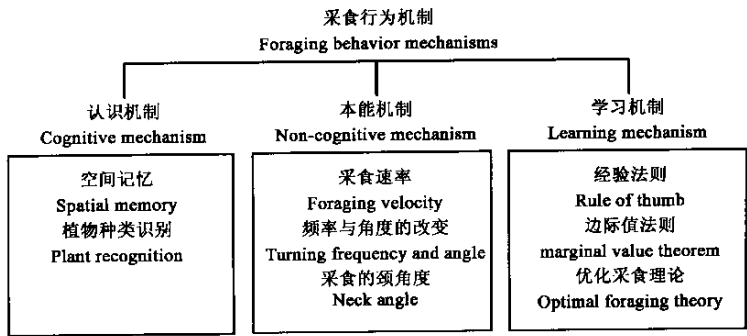 采食行为机制
Foraging behavior mechanisms
认识机制
Cognitive mechanism
空间记忆
Spatial memory
植物种类识别
Plant recognition
本能机制
Non-cognitive mechanism
采食速率
Foraging velocity
频率与角度的改变
Turning frequency and angle
采食的颈角度
Neck angle
学习机制
Learning mechanism
经验法则
Rule of thumb
边际值法则
marginal value theorem
优化采食理论
Optimal foraging theory